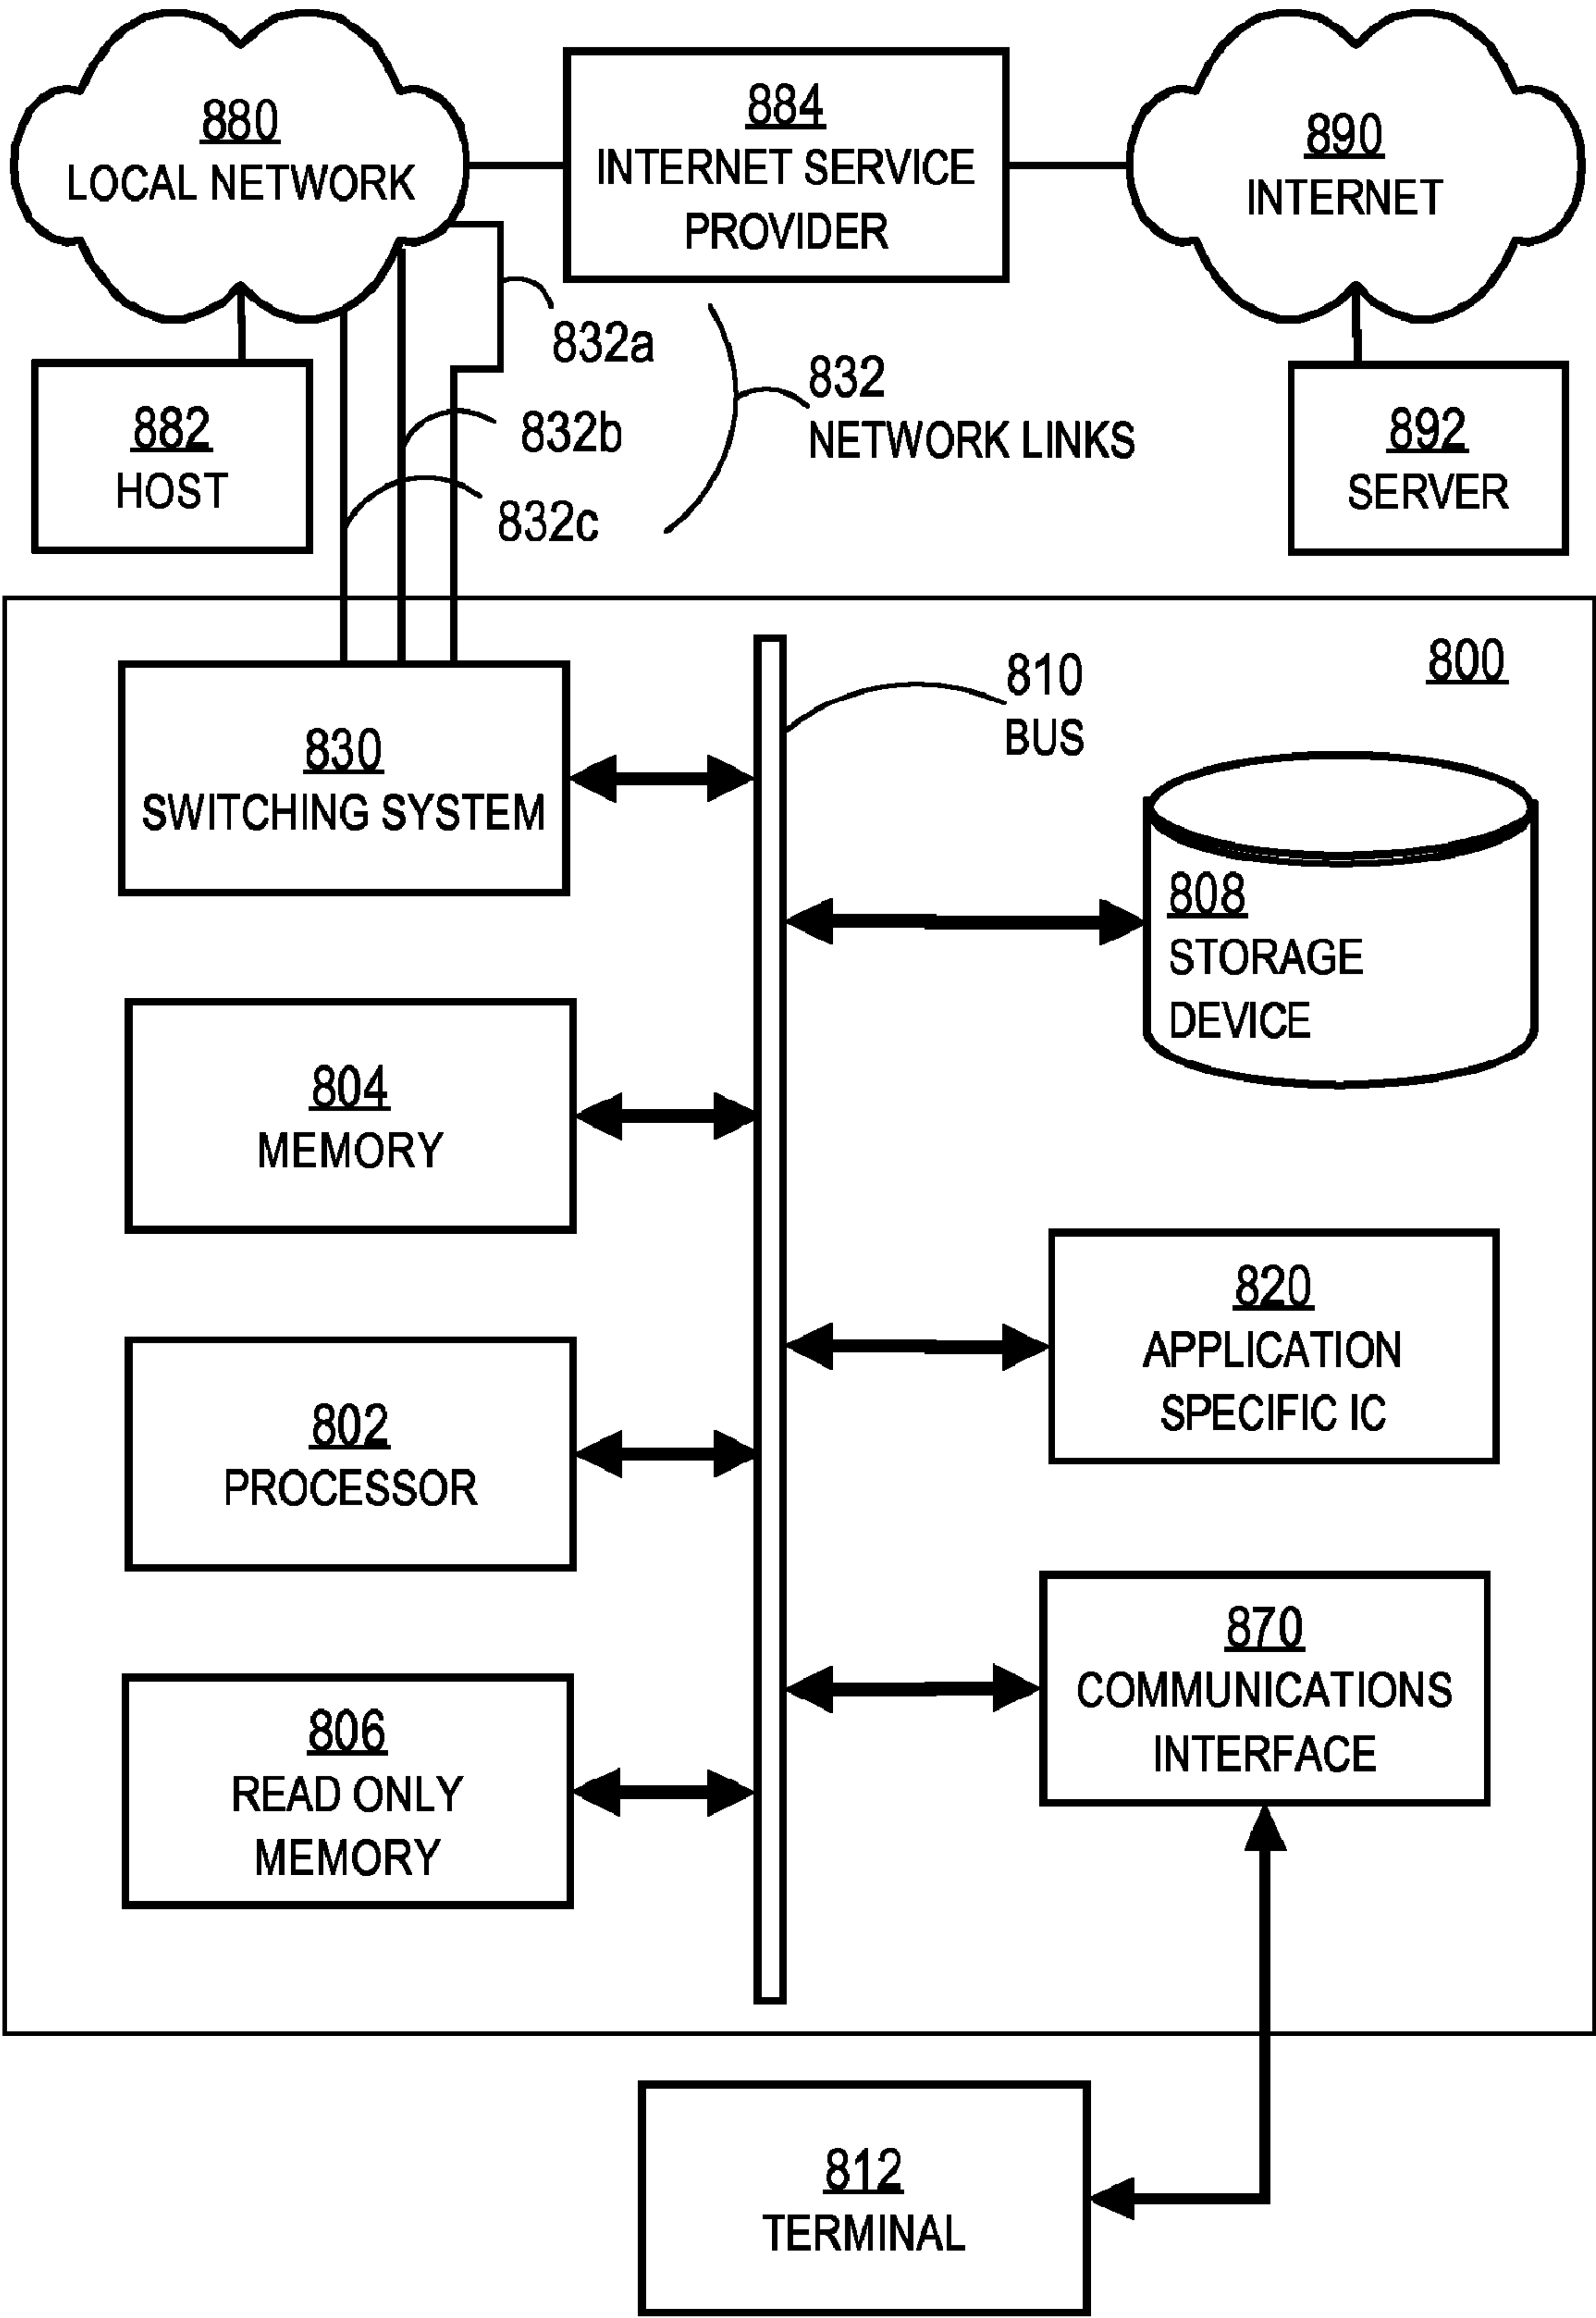 880
LOCAL NETWORK
884
INTERNET SERVICE
PROVIDER
890
INTERNET
832a
832b
832c
832
NETWORK LINKS
882
HOST
892
SERVER
800
810
BUS
830
SWITCHING SYSTEM
808
STORAGE
DEVICE
804
MEMORY
820
APPLICATION
SPECIFIC IC
802
PROCESSOR
870
COMMUNICATIONS
INTERFACE
806
READ ONLY
MEMORY
812
TERMINAL